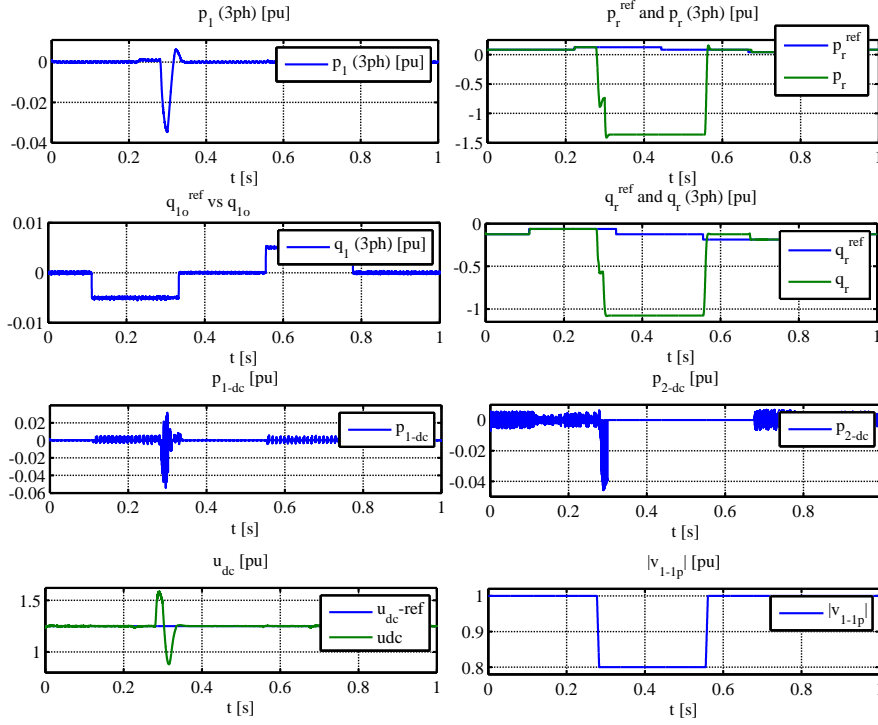 p1 (3ph) [pu]
0
-0.02
-0.04
p1 (3ph) [pu]
0 0.2 0.4 0.6 0.8 1
t [s]
pr^ref and pr (3ph) [pu]
0.5
0
-0.5
-1
-1.5
pr^ref
pr
0 0.2 0.4 0.6 0.8 1
t [s]
q1o^ref vs q1o
0.01
0
-0.01
q1 (3ph) [pu]
0 0.2 0.4 0.6 0.8 1
t [s]
qr^ref and qr (3ph) [pu]
0
-0.5
-1
qr^ref
qr
0 0.2 0.4 0.6 0.8 1
t [s]
p1-dc [pu]
0.02
0
-0.02
-0.04
-0.06
p1-dc
0 0.2 0.4 0.6 0.8 1
t [s]
p2-dc [pu]
0
-0.02
-0.04
p2-dc
0 0.2 0.4 0.6 0.8 1
t [s]
udc [pu]
1.5
1
udc-ref
udc
0 0.2 0.4 0.6 0.8 1
t [s]
|v1-1p| [pu]
1
0.9
0.8
|v1-1p|
0 0.2 0.4 0.6 0.8 1
t [s]